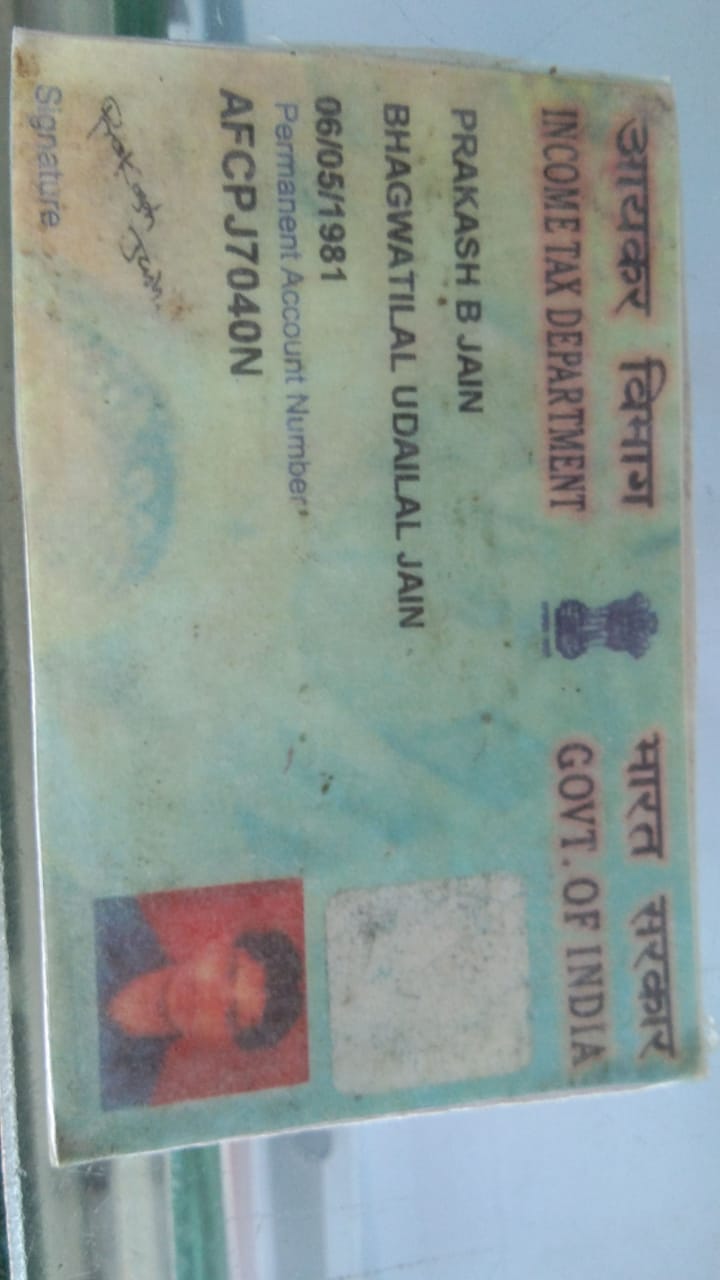 आयकर विभाग
INCOME TAX DEPARTMENT
भारत सरकार
GOVT. OF INDIA
PRAKASH B JAIN
BHAGWATILAL UDAILAL JAIN
06/05/1981
Permanent Account Number
AFCPJ7040N
Prakash Jain.
Signature